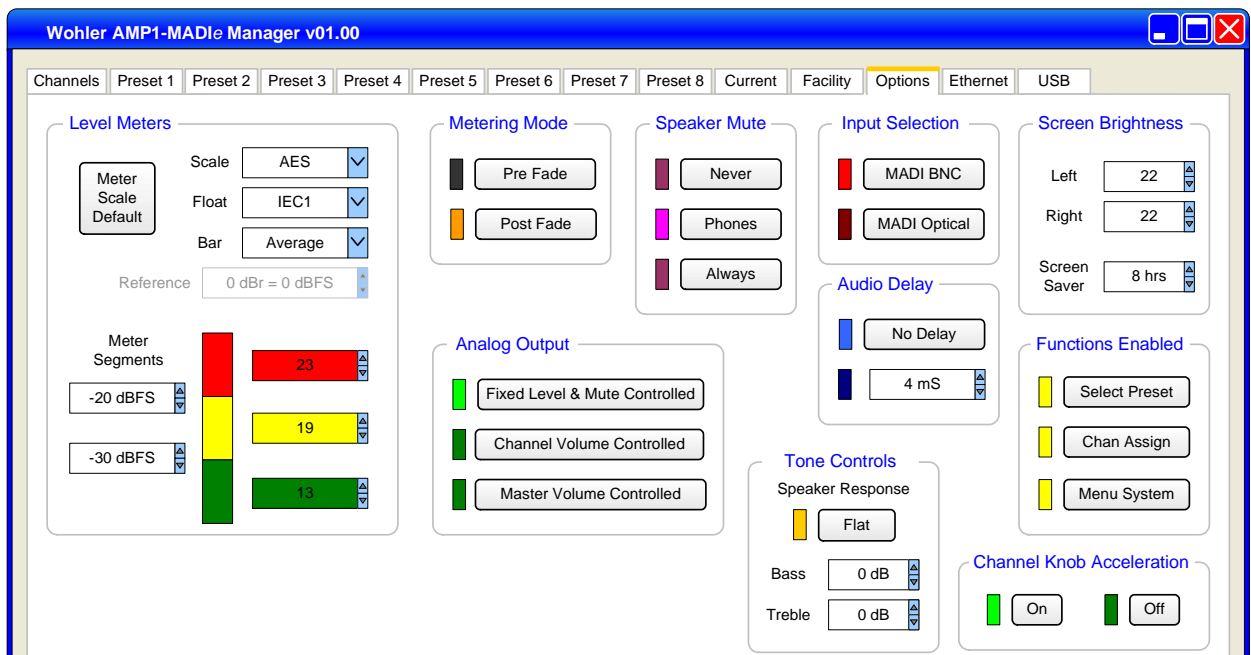 Wohler AMP1-MADIe Manager v01.00
Channels Preset 1 Preset 2 Preset 3 Preset 4 Preset 5 Preset 6 Preset 7 Preset 8 Current Facility Options Ethernet USB
Level Meters
Meter
Scale
Default
Scale AES
Float IEC1
Bar Average
Reference 0 dBr = 0 dBFS
Meter
Segments
-20 dBFS
-30 dBFS
23
19
13
Metering Mode
Pre Fade
Post Fade
Speaker Mute
Never
Phones
Always
Analog Output
Fixed Level & Mute Controlled
Channel Volume Controlled
Master Volume Controlled
Input Selection
MADI BNC
MADI Optical
Audio Delay
No Delay
4 mS
Tone Controls
Speaker Response
Flat
Bass 0 dB
Treble 0 dB
Screen Brightness
Left 22
Right 22
Screen
Saver
8 hrs
Functions Enabled
Select Preset
Chan Assign
Menu System
Channel Knob Acceleration
On Off